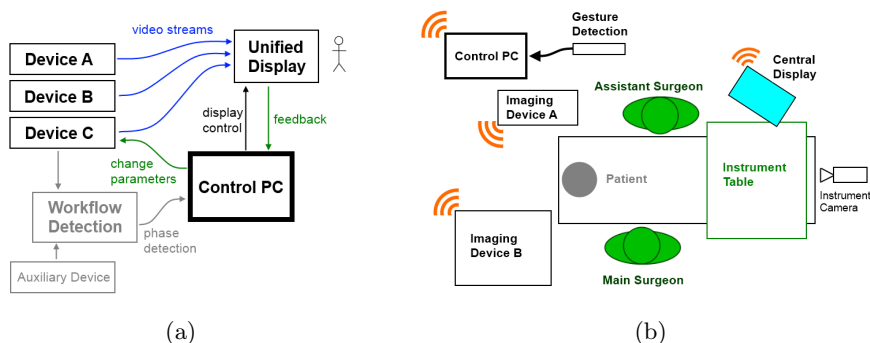 video streams
Device A
Device B
Device C
Unified
Display
display
control
feedback
change
parameters
Control PC
Workflow
Detection
phase
detection
Auxiliary Device
(a)
Gesture
Detection
Control PC
Central
Display
Imaging
Device A
Assistant Surgeon
Patient
Instrument
Table
Instrument
Camera
Imaging
Device B
Main Surgeon
(b)